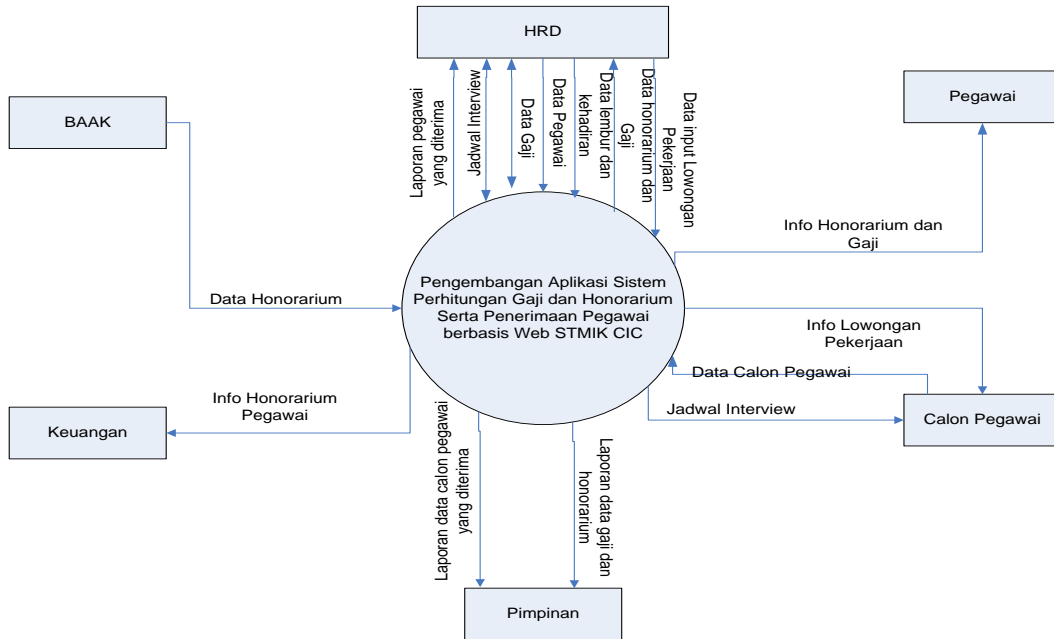 HRD
BAAK
Pegawai
Laporan pegawai
yang diterima
Jadwal Interview
Data Gaji
Data Pegawai
kehadiran
Data lembur dan
Gaji
Data honorarium dan
Pekerjaan
Data input Lowongan
Info Honorarium dan
Gaji
Pengembangan Aplikasi Sistem
Perhitungan Gaji dan Honorarium
Serta Penerimaan Pegawai
berbasis Web STMIK CIC
Data Honorarium
Info Lowongan
Pekerjaan
Data Calon Pegawai
Jadwal Interview
Calon Pegawai
Info Honorarium
Pegawai
Keuangan
Laporan data calon pegawai
yang diterima
Laporan data gaji dan
honorarium
Pimpinan